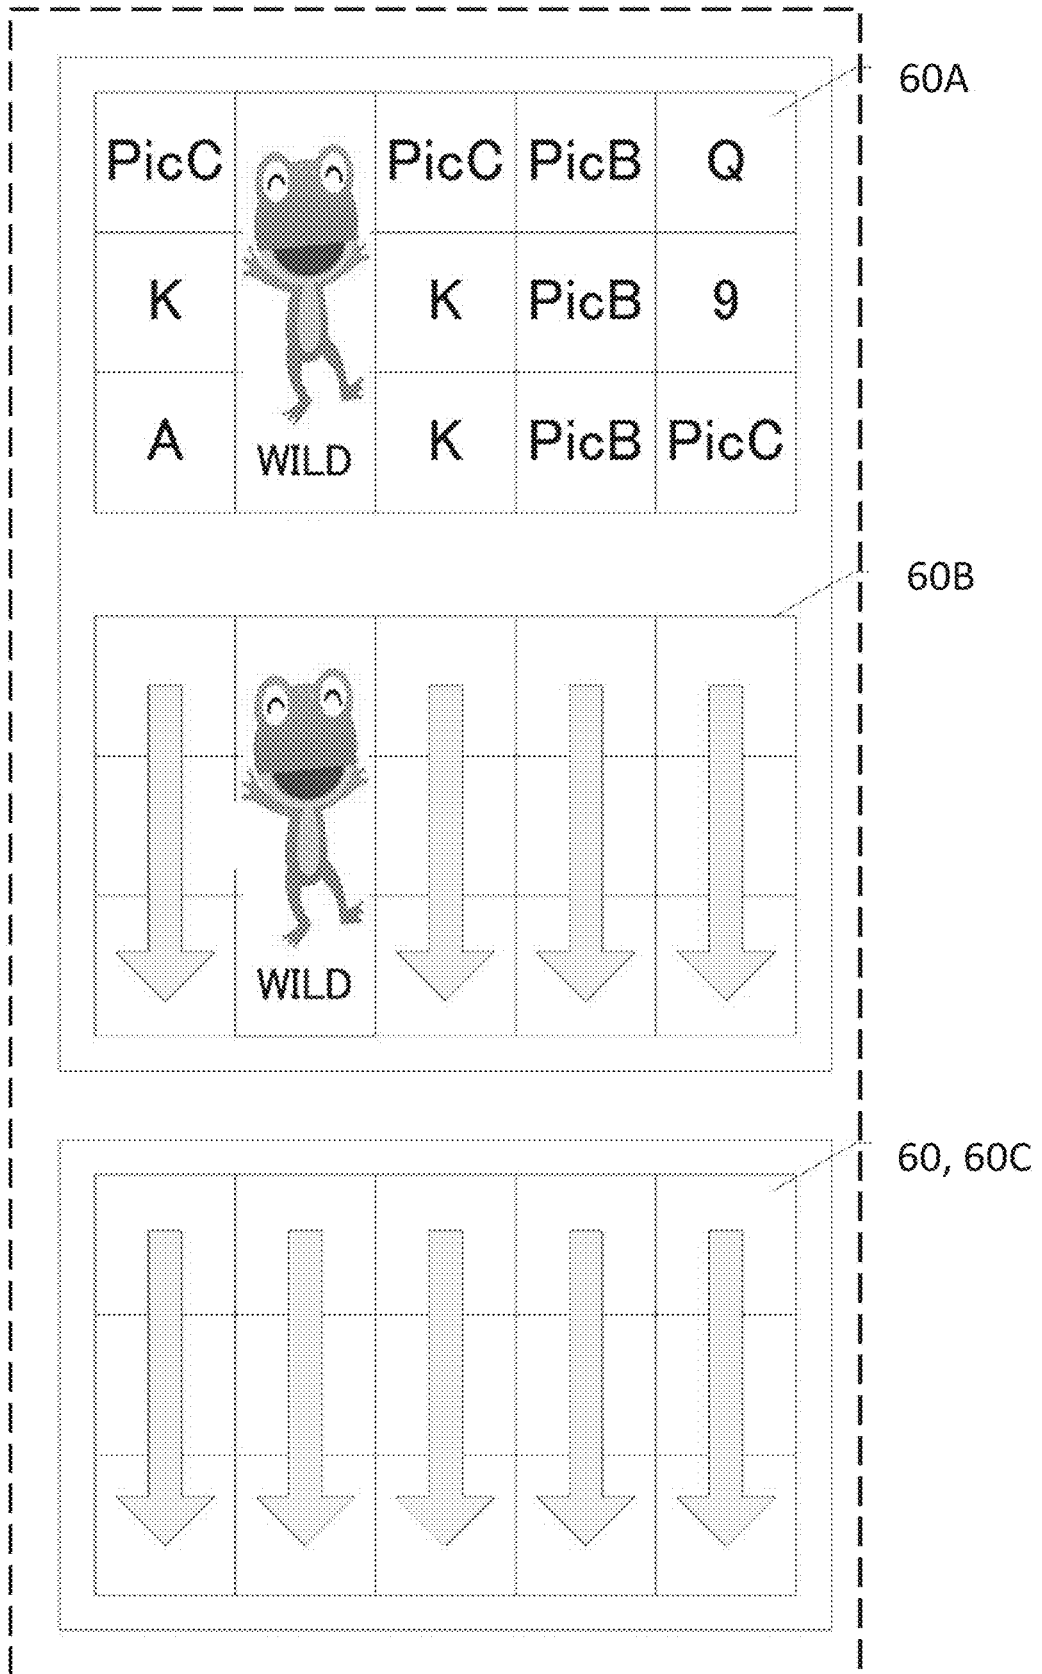 60A
PicC PicC PicB Q
K K PicB 9
A WILD K PicB PicC
60B
WILD
60, 60C